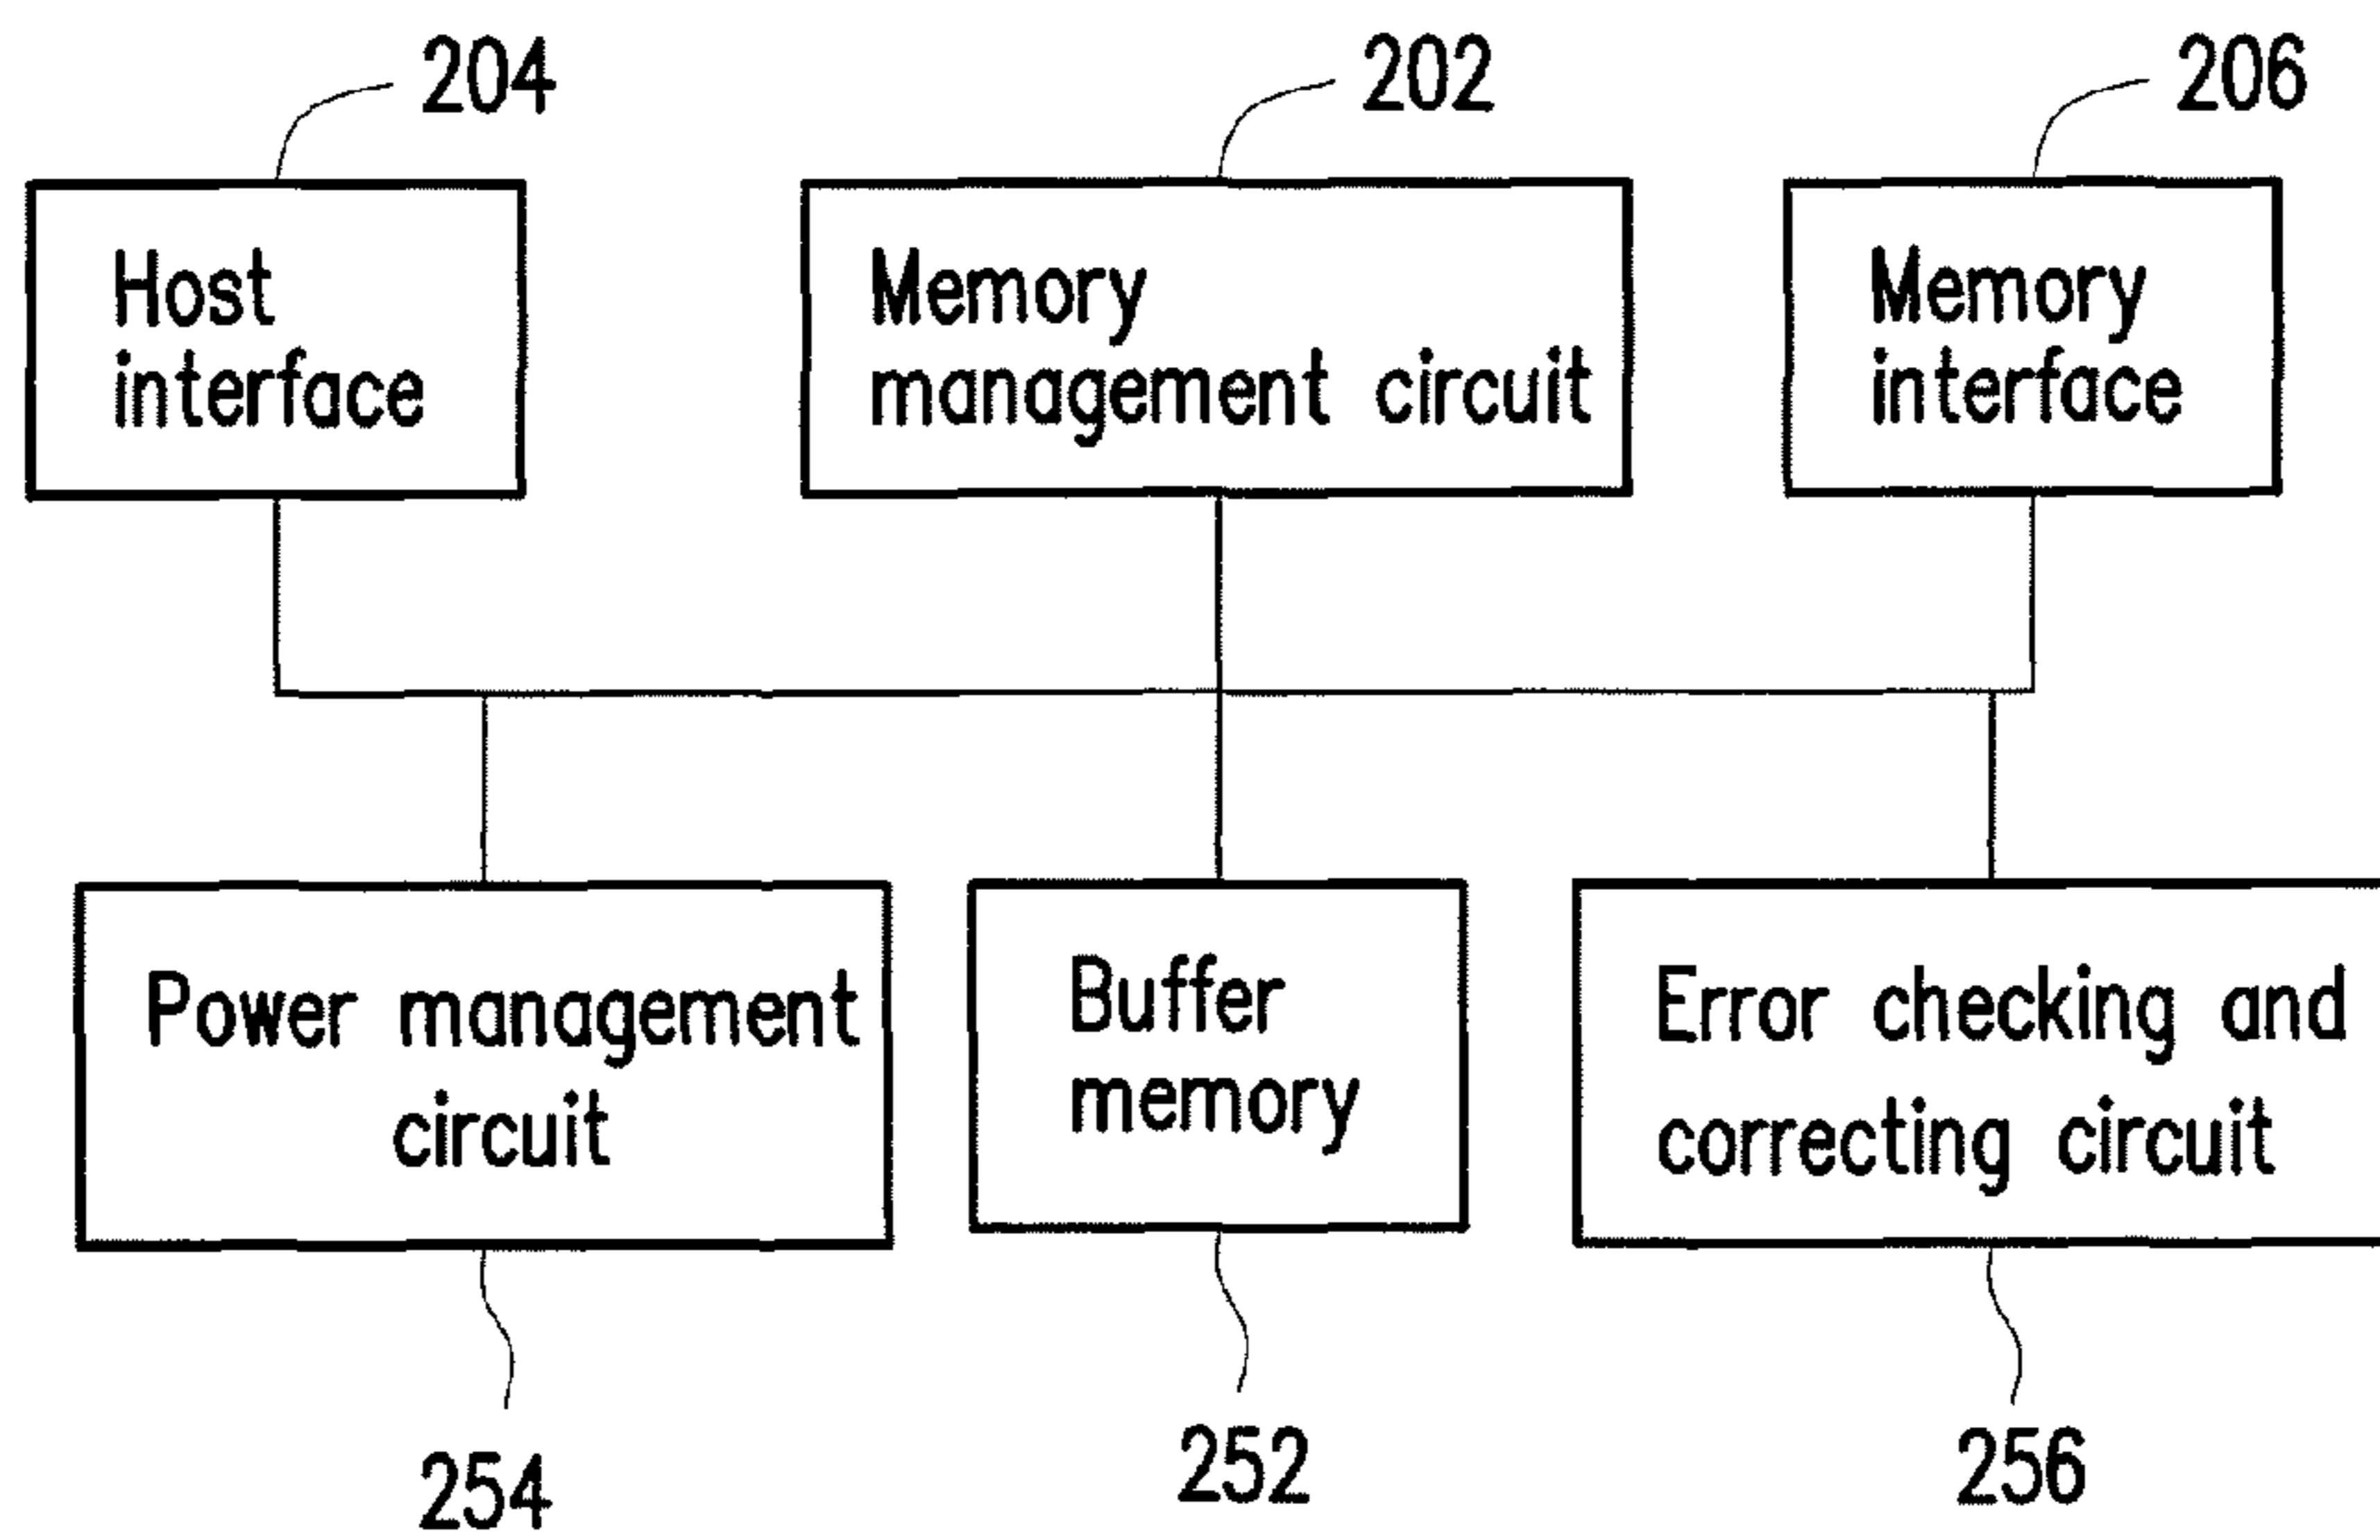 204
202
206
Host
interface
Memory
management circuit
Memory
interface
Power management
circuit
Buffer
memory
Error checking and
correcting circuit
254
252
256